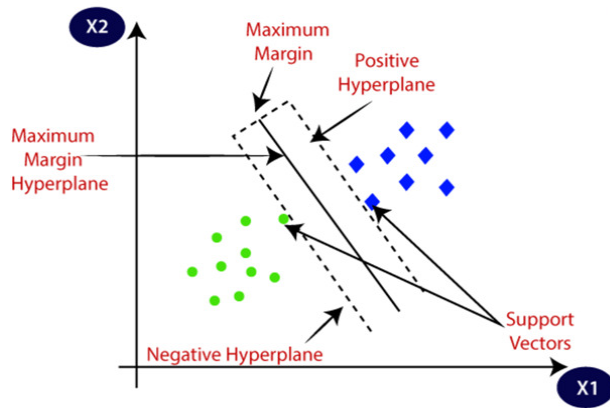 X2
Maximum
Margin
Positive
Hyperplane
Maximum
Margin
Hyperplane
Support
Vectors
Negative Hyperplane
X1